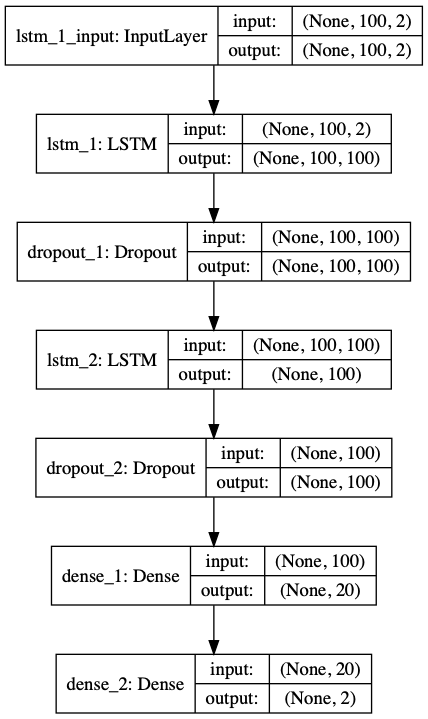 lstm_1_input: InputLayer
input: (None, 100, 2)
output: (None, 100, 2)
lstm_1: LSTM
input: (None, 100, 2)
output: (None, 100, 100)
dropout_1: Dropout
input: (None, 100, 100)
output: (None, 100, 100)
lstm_2: LSTM
input: (None, 100, 100)
output: (None, 100)
dropout_2: Dropout
input: (None, 100)
output: (None, 100)
dense_1: Dense
input: (None, 100)
output: (None, 20)
dense_2: Dense
input: (None, 20)
output: (None, 2)